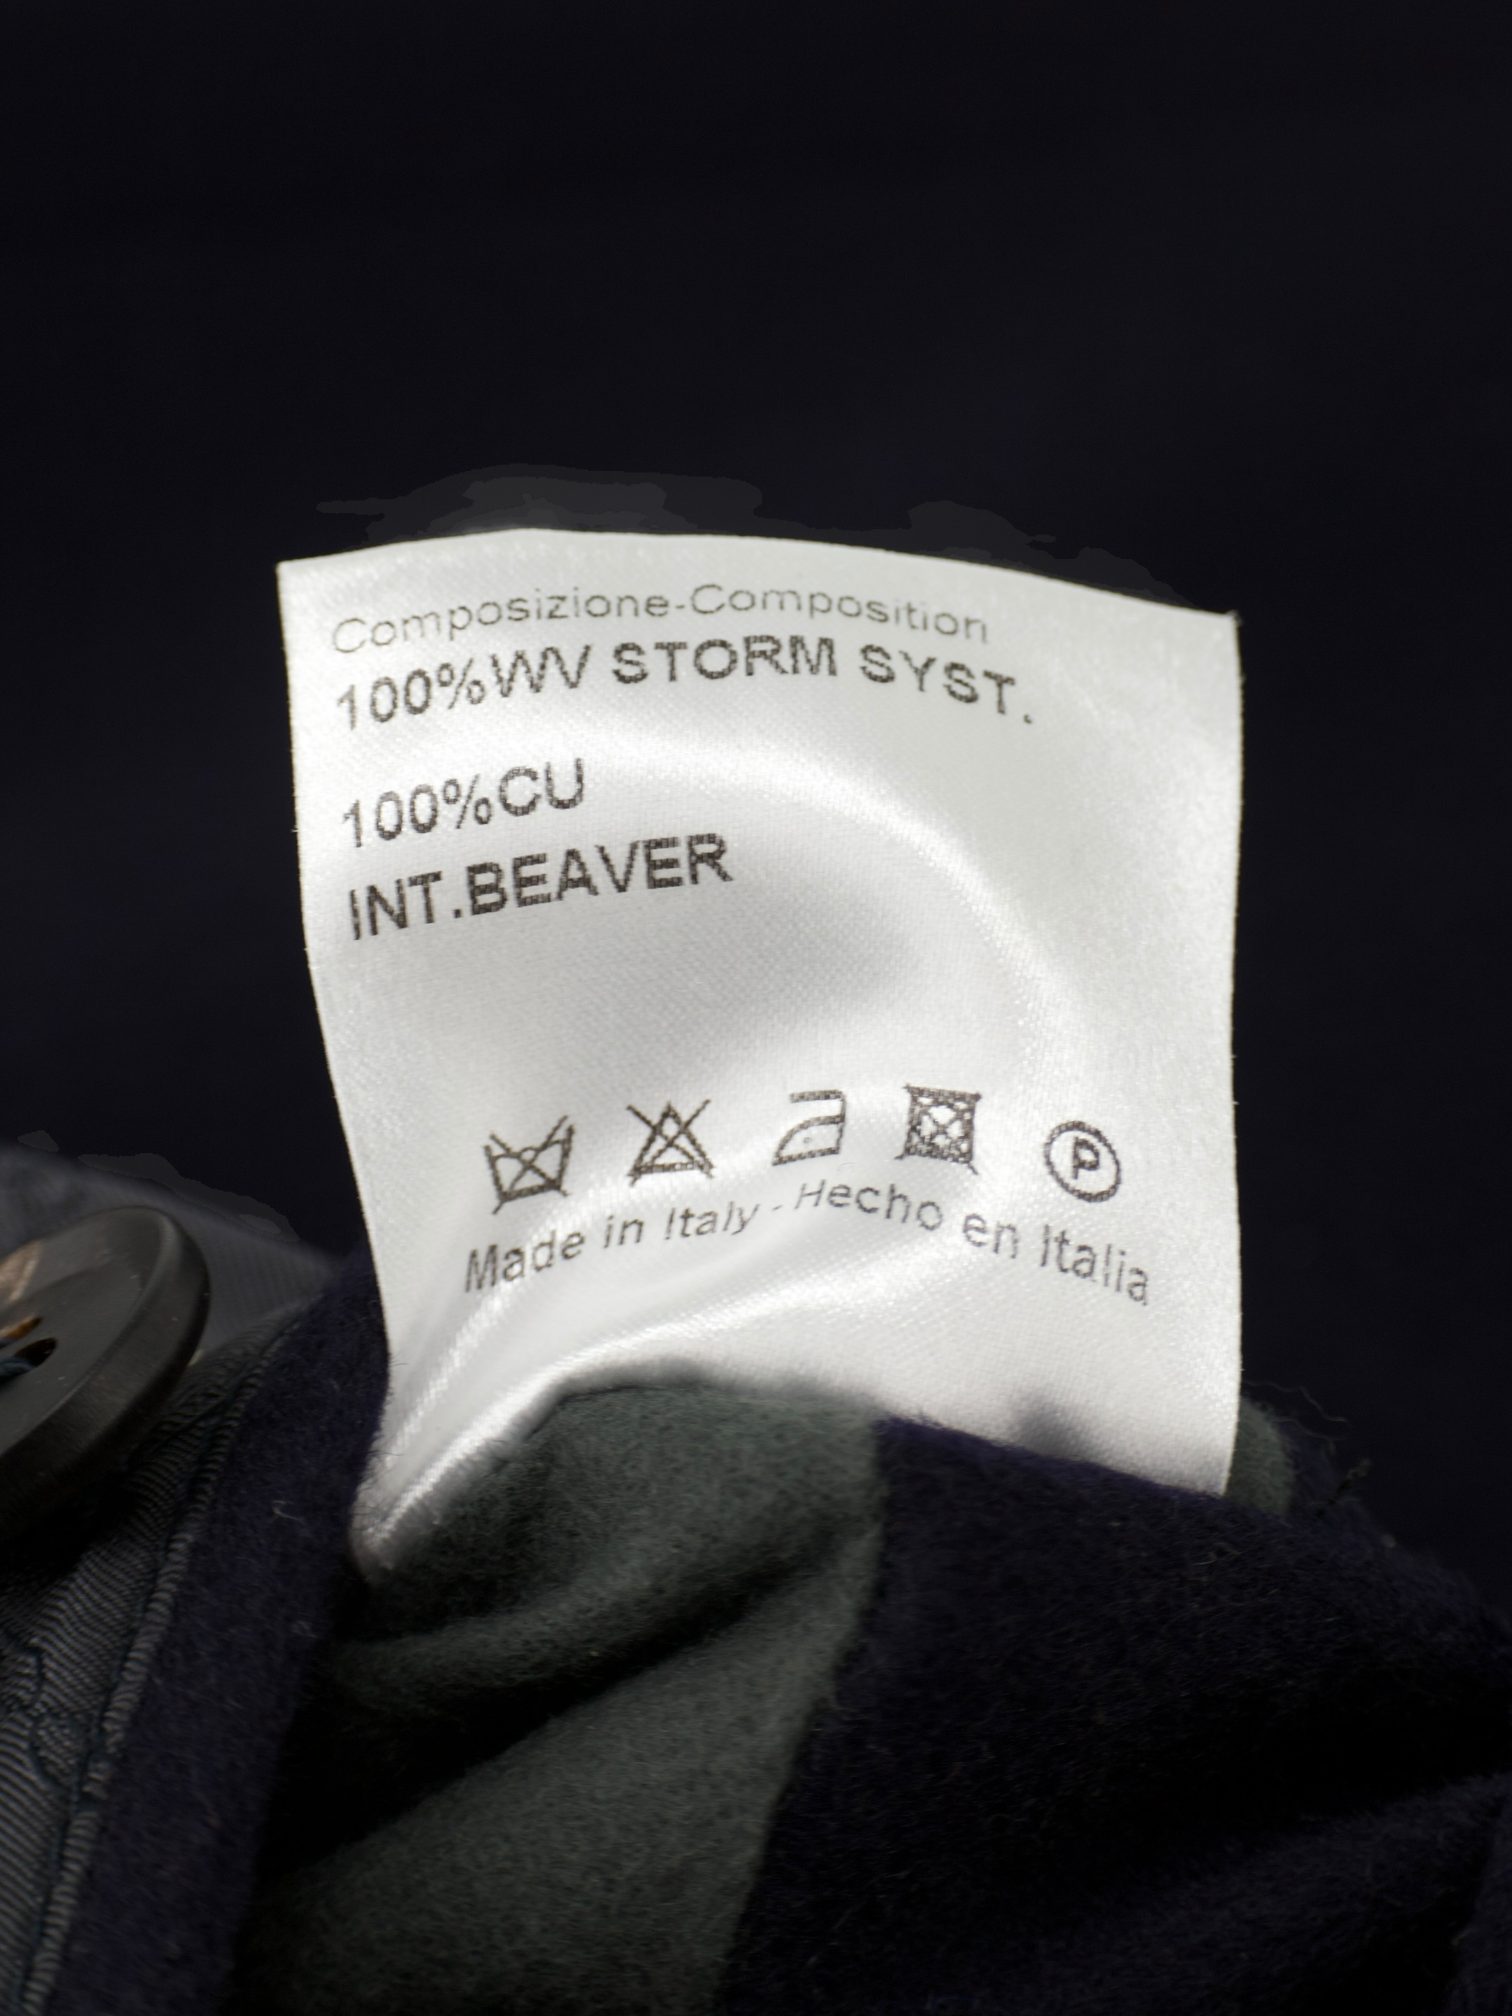 Composizione-Composition
100%WV STORM SYST.
100%CU
INT.BEAVER
P
Made in Italy - Hecho en Italia